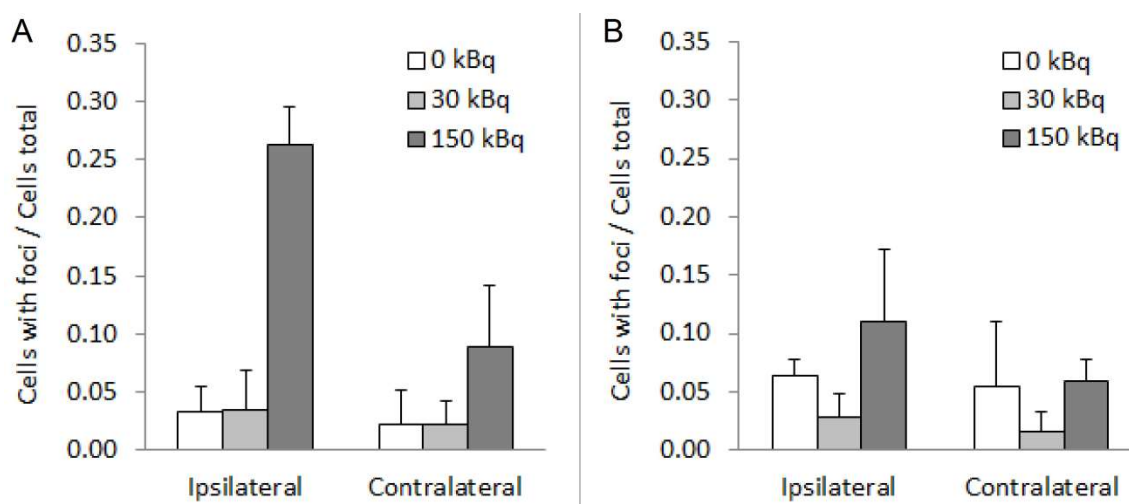 A
Cells with foci / Cells total
0.35
0.30
0.25
0.20
0.15
0.10
0.05
0.00
0 kBq
30 kBq
150 kBq
Ipsilateral Contralateral
B
Cells with foci / Cells total
0.35
0.30
0.25
0.20
0.15
0.10
0.05
0.00
0 kBq
30 kBq
150 kBq
Ipsilateral Contralateral